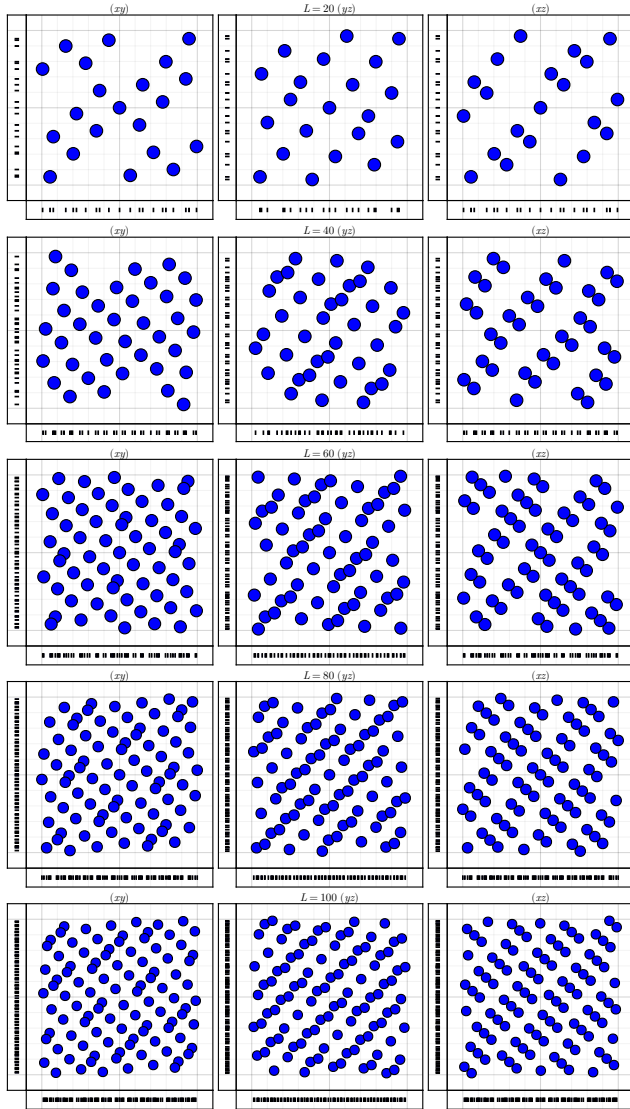 (xy) L = 20 (yz) (xz)
(xy) L = 40 (yz) (xz)
(xy) L = 60 (yz) (xz)
(xy) L = 80 (yz) (xz)
(xy) L = 100 (yz) (xz)